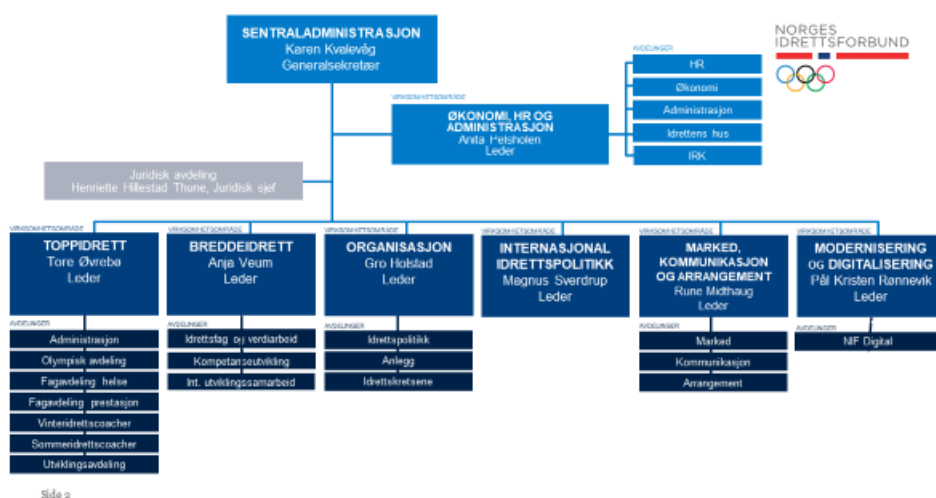 SENTRALADMINISTRASJON
Karen Kvalevåg
Generalsekretær
NORGES
IDRETTSFORBUND
AVDELINGER
HR
Økonomi
Administrasjon
Idrettens hus
IRK
VIRKSOMHETSOMRÅDE
ØKONOMI, HR OG
ADMINISTRASJON
Anita Pelsholen
Leder
Juridisk avdeling
Henriette Hillestad Thune, Juridisk sjef
VIRKSOMHETSOMRÅDE
TOPPIDRETT
Tore Øvrebø
Leder
AVDELINGER
Administrasjon
Olympisk avdeling
Fagavdeling helse
Fagavdeling prestasjon
Vinteridrettscoacher
Sommeridrettscoacher
Utviklingsavdeling
VIRKSOMHETSOMRÅDE
BREDDEIDRETT
Anja Veum
Leder
AVDELINGER
Idrettsfag og verdiarbeid
Kompetanseutvikling
Int. utviklingssamarbeid
VIRKSOMHETSOMRÅDE
ORGANISASJON
Gro Holstad
Leder
AVDELINGER
Idrettspolitikk
Anlegg
Idrettskretsene
VIRKSOMHETSOMRÅDE
INTERNASJONAL
IDRETTSPOLITIKK
Magnus Sverdrup
Leder
VIRKSOMHETSOMRÅDE
MARKED,
KOMMUNIKASJON
OG ARRANGEMENT
Rune Midthaug
Leder
AVDELINGER
Marked
Kommunikasjon
Arrangement
VIRKSOMHETSOMRÅDE
MODERNISERING
OG DIGITALISERING
Pål Kristen Rønnevik
Leder
AVDELINGER
NIF Digital
Side 2